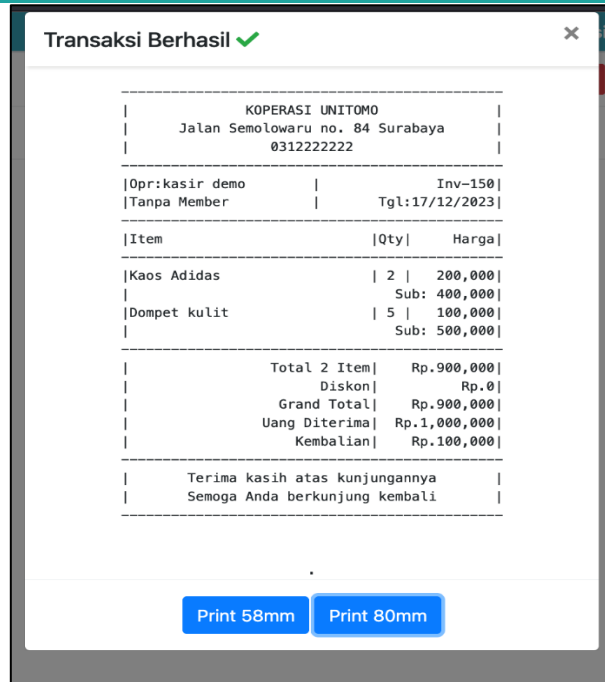 Transaksi Berhasil
×
KOPERASI UNITOMO
Jalan Semolowaru no. 84 Surabaya
0312222222
|Opr:kasir demo | Inv-150|
|Tanpa Member | Tgl:17/12/2023|
|Item |Qty| Harga|
|Kaos Adidas | 2 | 200,000|
| Sub: 400,000|
|Dompet kulit | 5 | 100,000|
| Sub: 500,000|
| Total 2 Item| Rp.900,000|
| Diskon| Rp.0|
| Grand Total| Rp.900,000|
| Uang Diterima| Rp.1,000,000|
| Kembalian| Rp.100,000|
| Terima kasih atas kunjungannya |
| Semoga Anda berkunjung kembali |
.
Print 58mm Print 80mm